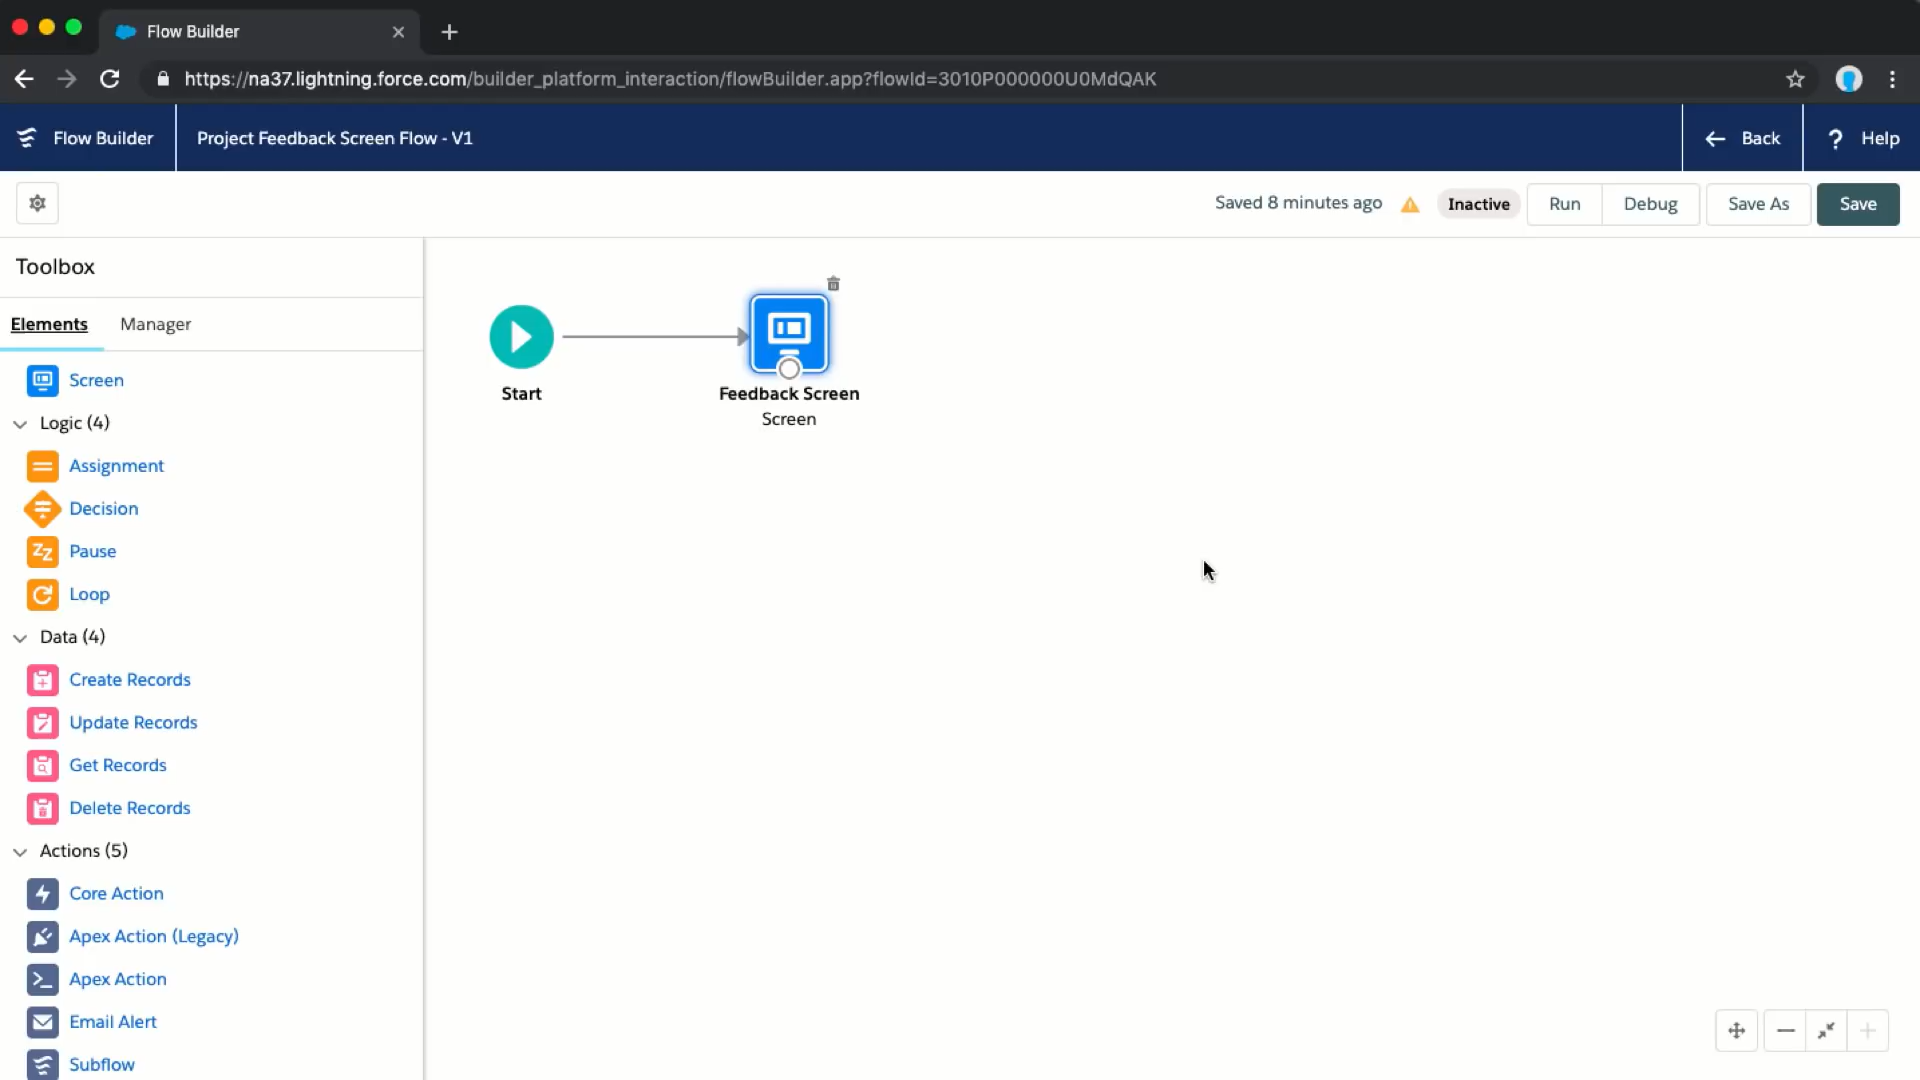 Flow Builder
https://na37.lightning.force.com/builder_platform_interaction/flowBuilder.app?flowId=3010P000000U0MdQAK
Flow Builder
Project Feedback Screen Flow - V1
Back
? Help
Saved 8 minutes ago
Inactive
Run
Debug
Save As
Save
Toolbox
Elements
Manager
Screen
Logic (4)
Assignment
Decision
Pause
Loop
Data (4)
Create Records
Update Records
Get Records
Delete Records
Actions (5)
Core Action
Apex Action (Legacy)
Apex Action
Email Alert
Subflow
Start
Feedback Screen
Screen